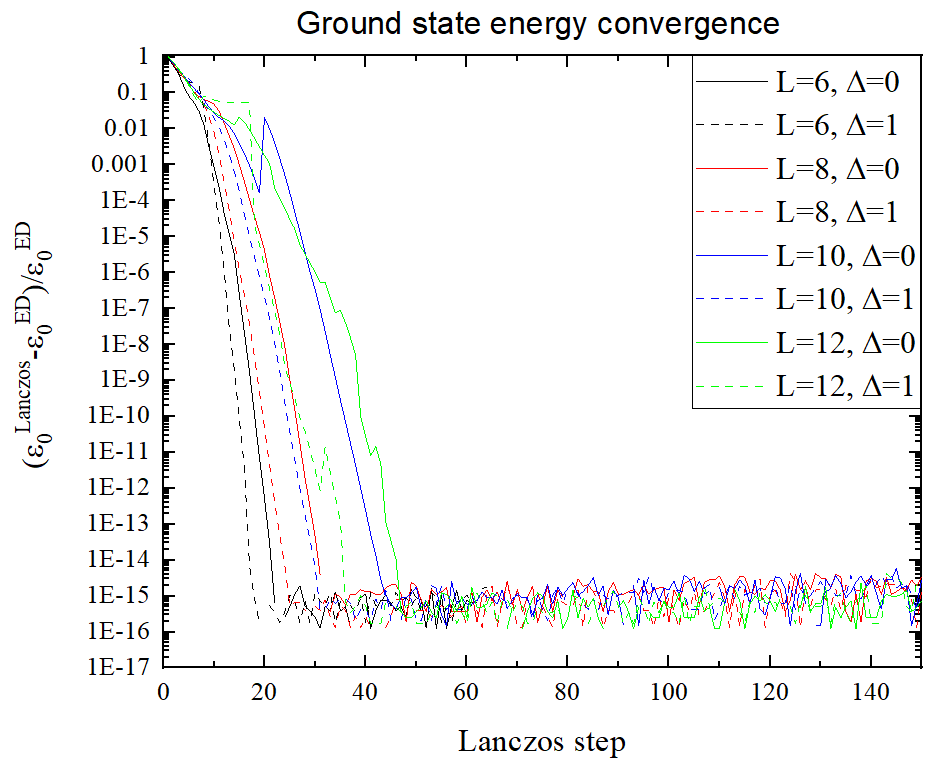 Ground state energy convergence
1
0.1
0.01
0.001
1E-4
1E-5
1E-6
1E-7
1E-8
1E-9
1E-10
1E-11
1E-12
1E-13
1E-14
1E-15
1E-16
1E-17
(ε₀ᴸᵃⁿᶜᶻᵒˢ-ε₀ᴱᴰ)/ε₀ᴱᴰ
L=6, Δ=0
L=6, Δ=1
L=8, Δ=0
L=8, Δ=1
L=10, Δ=0
L=10, Δ=1
L=12, Δ=0
L=12, Δ=1
0 20 40 60 80 100 120 140
Lanczos step